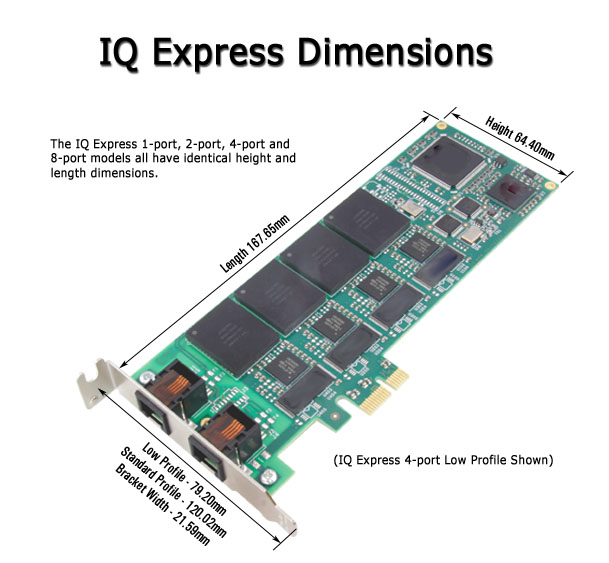 IQ Express Dimensions
The IQ Express 1-port, 2-port, 4-port and
8-port models all have identical height and
length dimensions.
Height 64.40mm
Length 167.65mm
Low Profile - 79.20mm
Standard Profile - 120.02mm
Bracket Width - 21.59mm
(IQ Express 4-port Low Profile Shown)